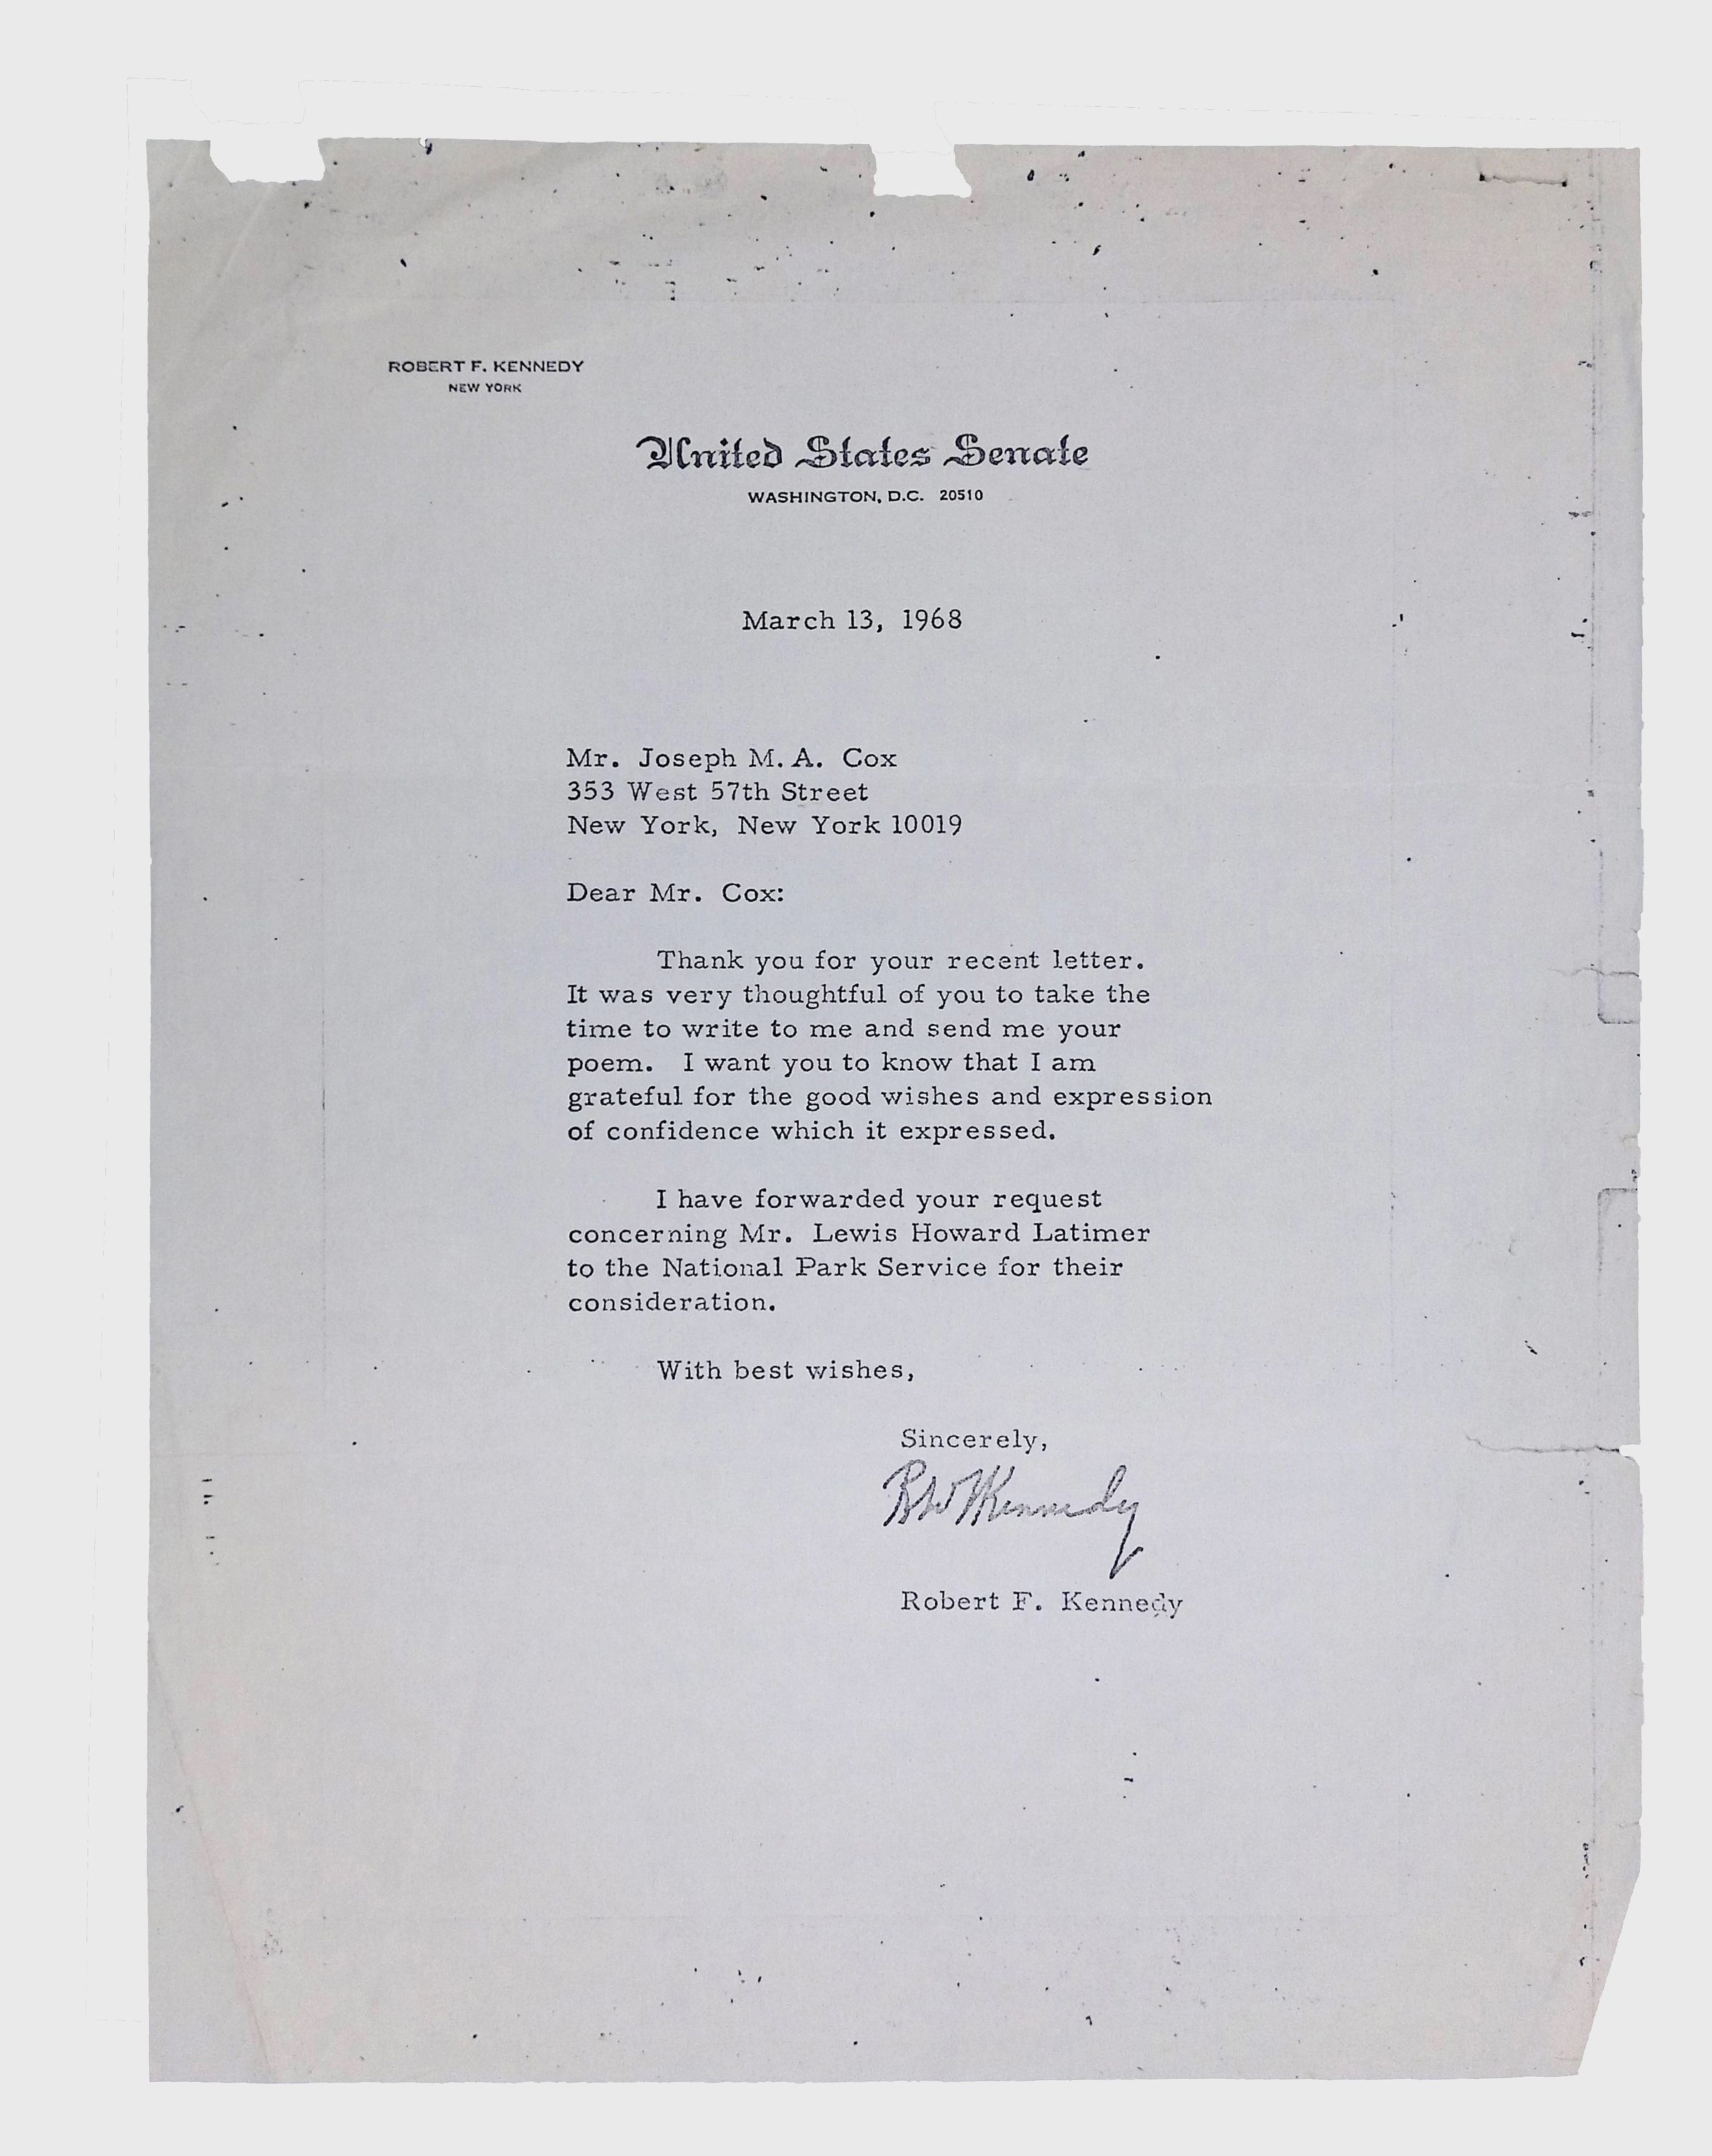 ROBERT F. KENNEDY
NEW YORK
United States Senate
WASHINGTON, D.C. 20510
March 13, 1968
Mr. Joseph M. A. Cox
353 West 57th Street
New York, New York 10019
Dear Mr. Cox:
Thank you for your recent letter.
It was very thoughtful of you to take the
time to write to me and send me your
poem. I want you to know that I am
grateful for the good wishes and expression
of confidence which it expressed.
I have forwarded your request
concerning Mr. Lewis Howard Latimer
to the National Park Service for their
consideration.
With best wishes,
Sincerely,
Robt Kennedy
Robert F. Kennedy